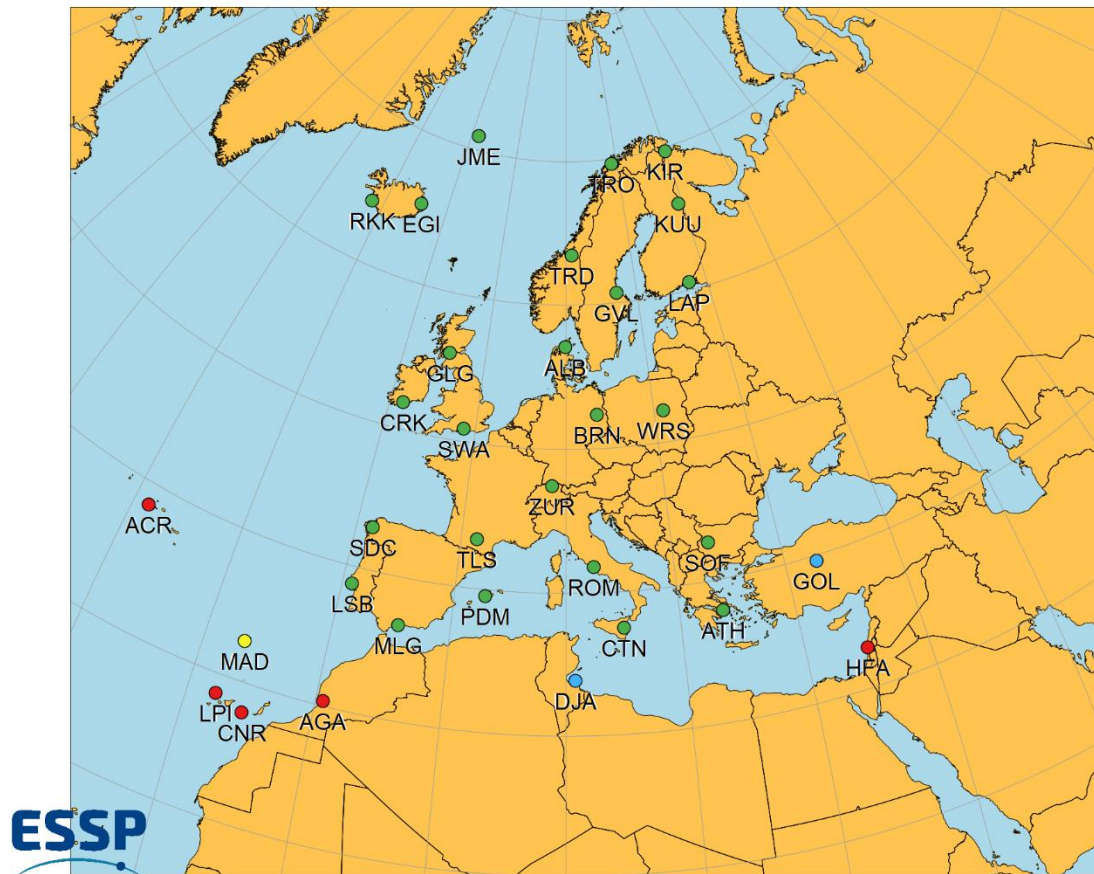 JME
TRO
KIR
RKK
EGI
KUU
TRD
GVL
LAP
ALB
GLG
CRK
SWA
BRN
WRS
ZUR
ACR
SDC
TLS
SOF
GOL
ROM
LSB
PDM
MLG
CTN
ATH
MAD
HFA
DJA
LPI
CNR
AGA
ESSP